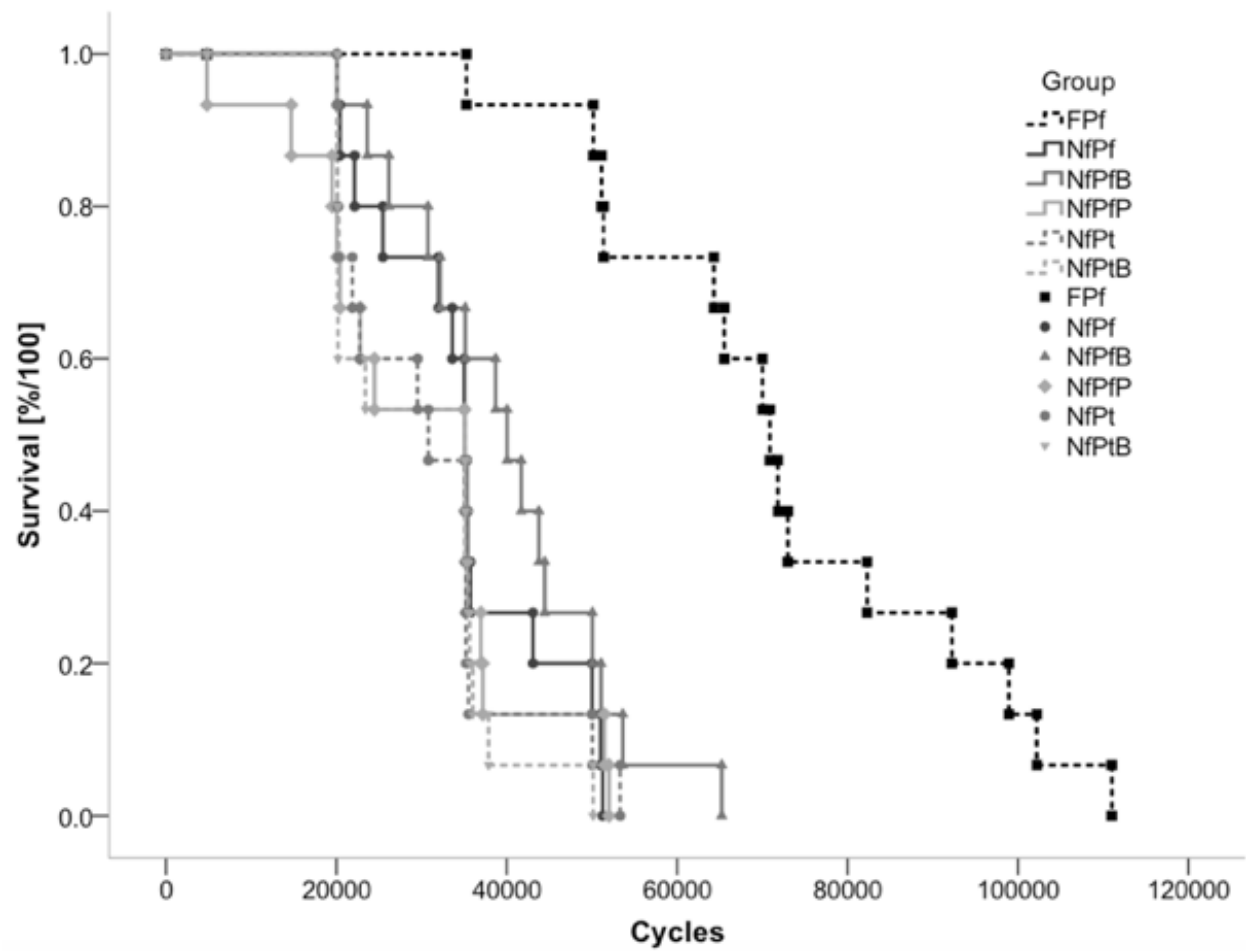 Group
FPf
NfPf
NfPfB
NfPfP
NfPt
NfPtB
FPf
NfPf
NfPfB
NfPfP
NfPt
NfPtB
Survival [%/100]
1.0
0.8
0.6
0.4
0.2
0.0
0 20000 40000 60000 80000 100000 120000
Cycles